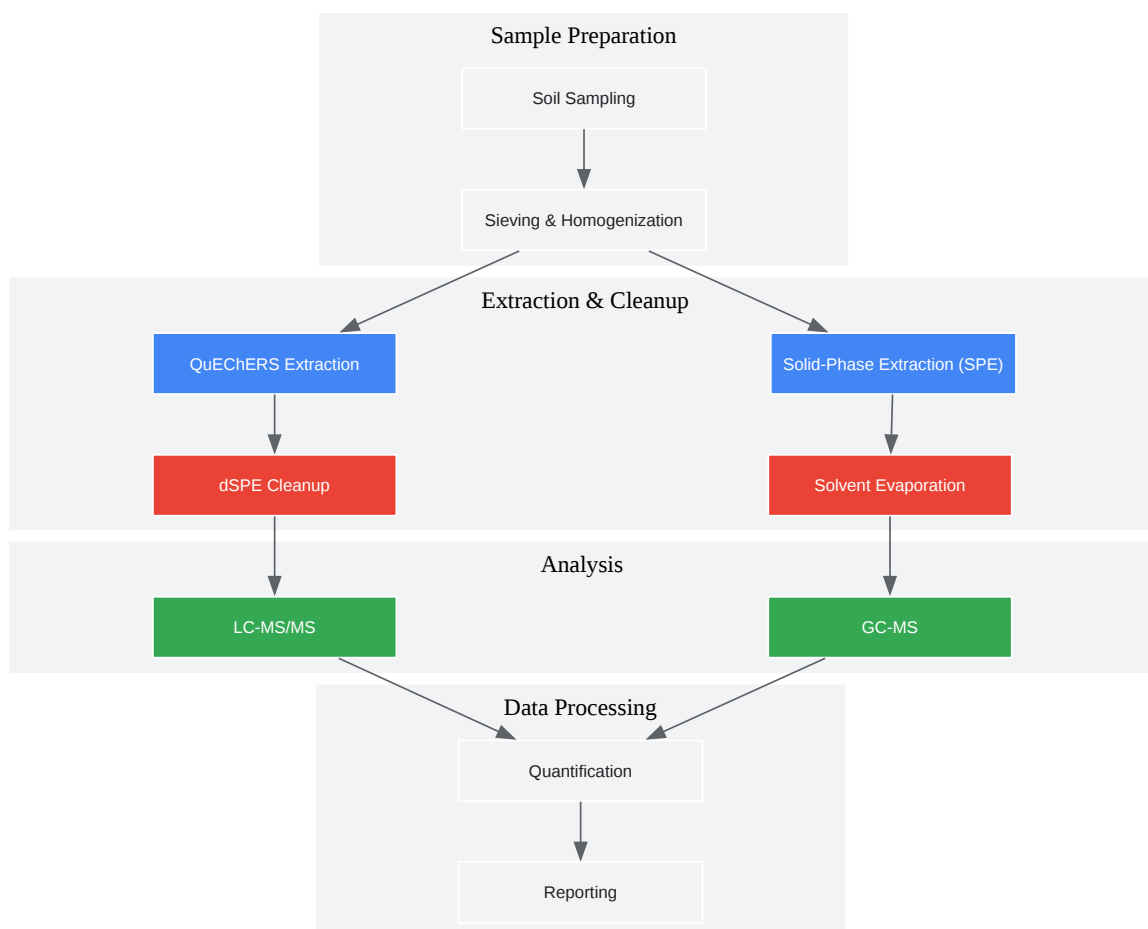 Sample Preparation
Soil Sampling
Sieving & Homogenization
Extraction & Cleanup
QuEChERS Extraction
Solid-Phase Extraction (SPE)
dSPE Cleanup
Solvent Evaporation
Analysis
LC-MS/MS
GC-MS
Data Processing
Quantification
Reporting